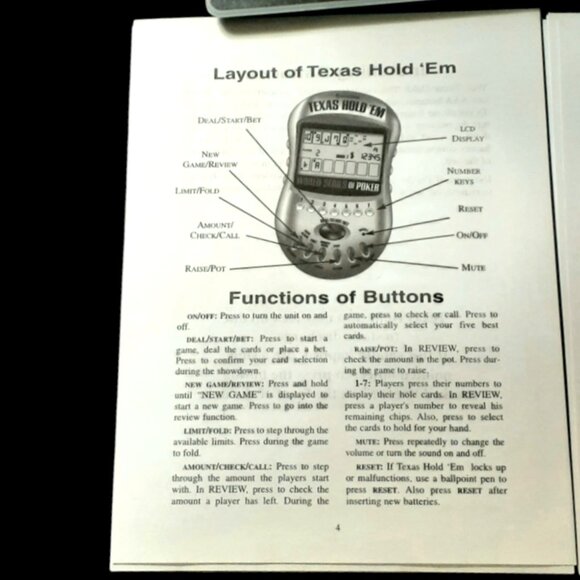 Layout of Texas Hold ‘Em
DEAL/START/BET
NEW
GAME/REVIEW
LIMIT/FOLD
AMOUNT/
CHECK/CALL
RAISE/POT
LCD
DISPLAY
NUMBER
KEYS
RESET
ON/OFF
MUTE
TEXAS HOLD 'EM
12345
WORLD SERIES OF POKER
Functions of Buttons
ON/OFF: Press to turn the unit on and
off.
DEAL/START/BET: Press to start a
game, deal the cards or place a bet.
Press to confirm your card selection
during the showdown.
NEW GAME/REVIEW: Press and hold
until “NEW GAME” is displayed to
start a new game. Press to go into the
review function.
LIMIT/FOLD: Press to step through the
available limits. Press during the game
to fold.
AMOUNT/CHECK/CALL: Press to step
through the amount the players start
with. In REVIEW, press to check the
amount a player has left. During the
game, press to check or call. Press to
automatically select your five best
cards.
RAISE/POT: In REVIEW, press to
check the amount in the pot. Press dur-
ing the game to raise.
1-7: Players press their numbers to
display their hole cards. In REVIEW,
press a player's number to reveal his
remaining chips. Also, press to select
the cards to hold for your hand.
MUTE: Press repeatedly to change the
volume or turn the sound on and off.
RESET: If Texas Hold ‘Em locks up
or malfunctions, use a ballpoint pen to
press RESET. Also press RESET after
inserting new batteries.
4